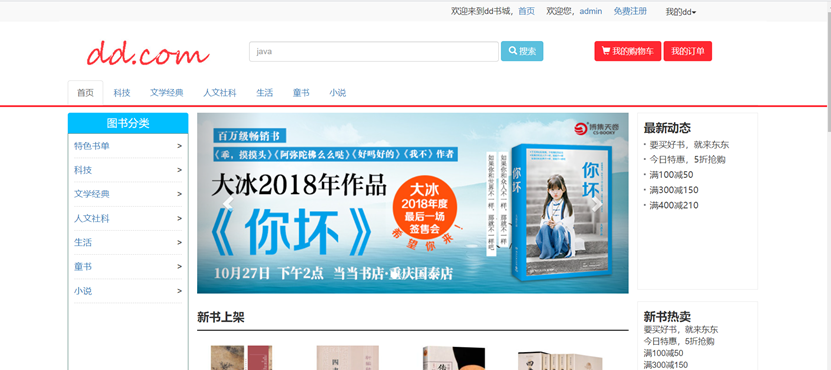 欢迎来到dd书城，首页 欢迎您，admin 免费注册 我的dd
dd.com
java
搜索
我的购物车
我的订单
首页 科技 文学经典 人文社科 生活 童书 小说
图书分类
特色书单 >
科技 >
文学经典 >
人文社科 >
生活 >
童书 >
小说 >
博集天卷
CS-BOOKY
百万级畅销书
《乖，摸摸头》《阿弥陀佛么么哒》《好吗好的》《我不》作者
大冰2018年作品
《你坏》
大冰
2018年度
最后一场
签售会
希望你来！
10月27日 下午2点 当当书店·重庆国泰店
你坏
最新动态
要买好书，就来东东
今日特惠，5折抢购
满100减50
满300减150
满400减210
新书上架
新书热卖
要买好书，就来东东
今日特惠，5折抢购
满100减50
满300减150